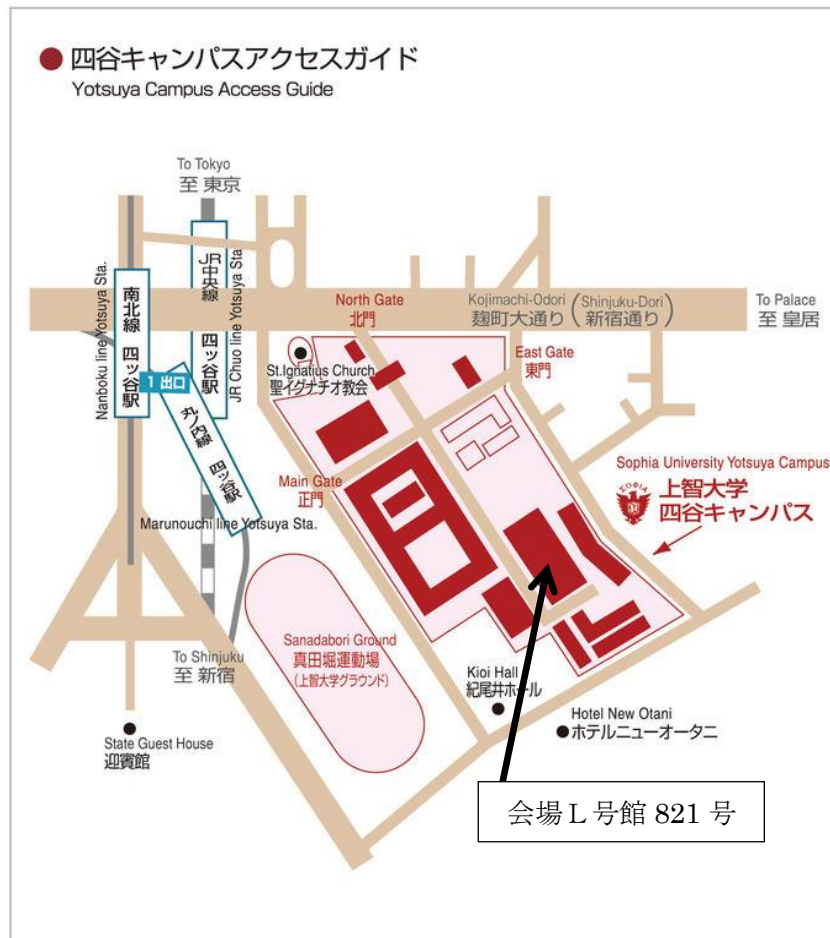 ● 四谷キャンパスアクセスガイド
Yotsuya Campus Access Guide
To Tokyo
至 東京
Nanboku line Yotsuya Sta.
南北線 四ッ谷駅
JR中央線 四ッ谷駅
JR Chuo line Yotsuya Sta.
1 出口
丸ノ内線 四ッ谷駅
Marunouchi line Yotsuya Sta.
North Gate
北門
Kojimachi-Odori (Shinjuku-Dori)
麹町大通り(新宿通り)
To Palace
至 皇居
St.Ignatius Church
聖イグナチオ教会
East Gate
東門
Main Gate
正門
Sophia University Yotsuya Campus
ΣΟΦΙΑ
上智大学
四谷キャンパス
Sanadabori Ground
真田堀運動場
(上智大学グラウンド)
To Shinjuku
至 新宿
Kioi Hall
紀尾井ホール
State Guest House
迎賓館
Hotel New Otani
ホテルニューオータニ
会場L号館 821 号